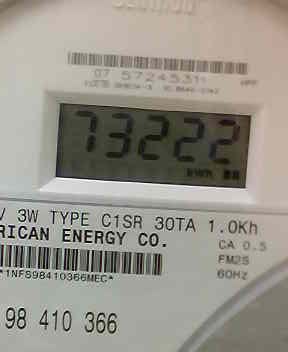 07 5724531
73222
kWh
V 3W TYPE C1SR 30TA 1.0Kh
RICAN ENERGY CO.
CA 0.5
FM2S
60Hz
*1NFS98410366MEC*
98 410 366